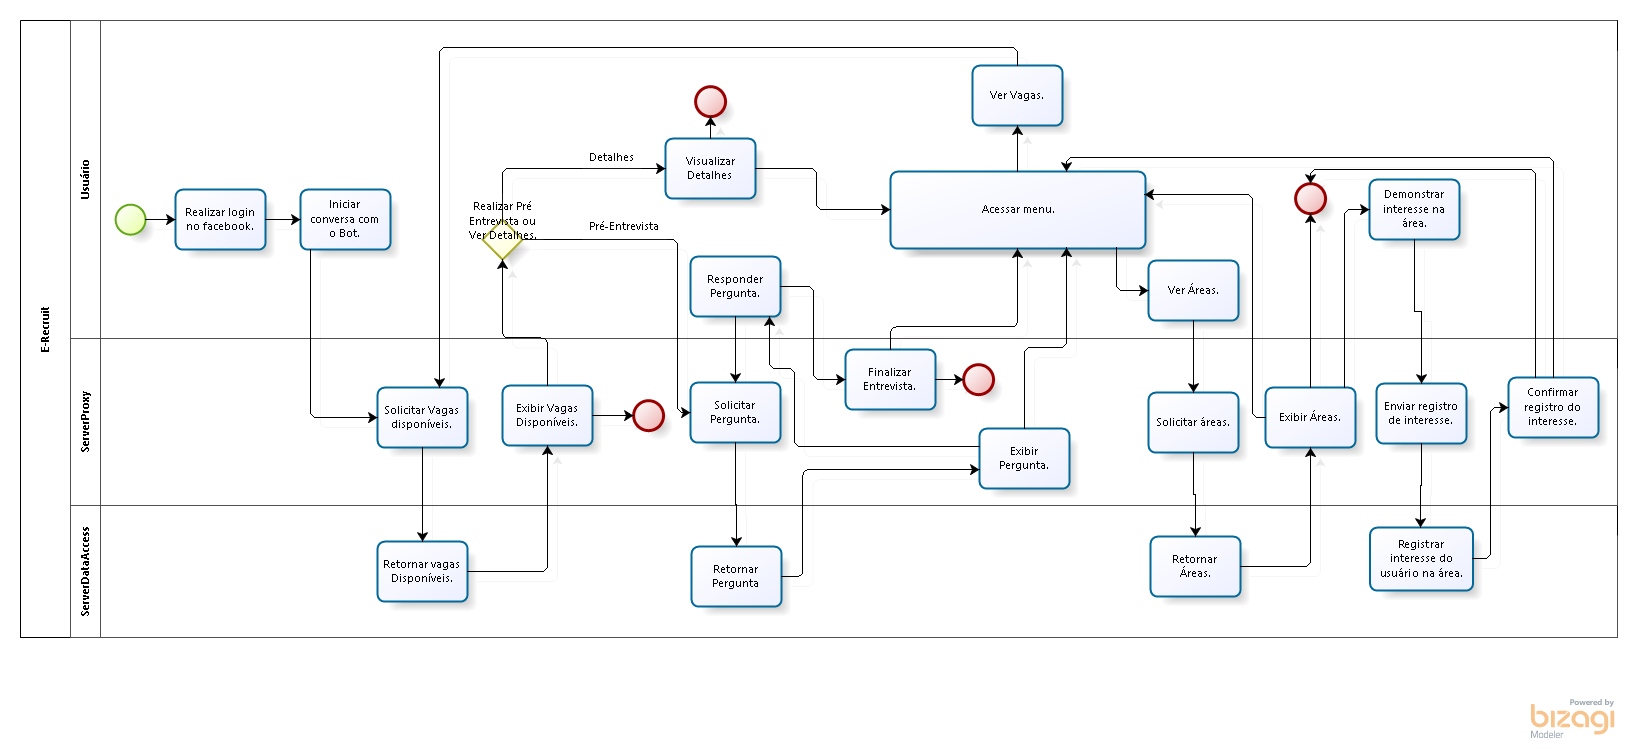 E-Recruit
Usuário
ServerProxy
ServerDataAccess
Realizar login
no facebook.
Iniciar
conversa com
o Bot.
Realizar Pré
Entrevista ou
Ver Detalhes.
Detalhes
Pré-Entrevista
Visualizar
Detalhes
Ver Vagas.
Acessar menu.
Responder
Pergunta.
Ver Áreas.
Demonstrar
interesse na
área.
Solicitar Vagas
disponíveis.
Exibir Vagas
Disponíveis.
Solicitar
Pergunta.
Finalizar
Entrevista.
Exibir
Pergunta.
Solicitar áreas.
Exibir Áreas.
Enviar registro
de interesse.
Confirmar
registro do
interesse.
Retornar vagas
Disponíveis.
Retornar
Pergunta
Retornar
Áreas.
Registrar
interesse do
usuário na área.
Powered by
bizagi
Modeler